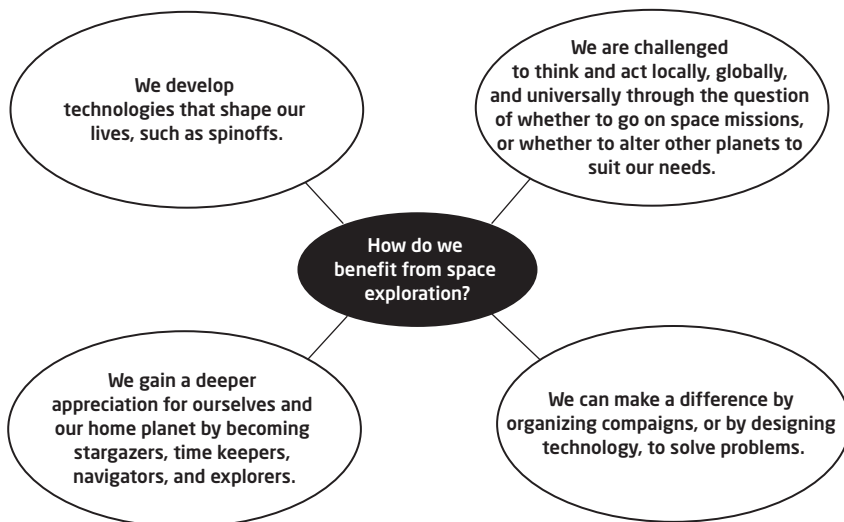 We develop
technologies that shape our
lives, such as spinoffs.
We are challenged
to think and act locally, globally,
and universally through the question
of whether to go on space missions,
or whether to alter other planets to
suit our needs.
How do we
benefit from space
exploration?
We gain a deeper
appreciation for ourselves and
our home planet by becoming
stargazers, time keepers,
navigators, and explorers.
We can make a difference by
organizing compaigns, or by designing
technology, to solve problems.